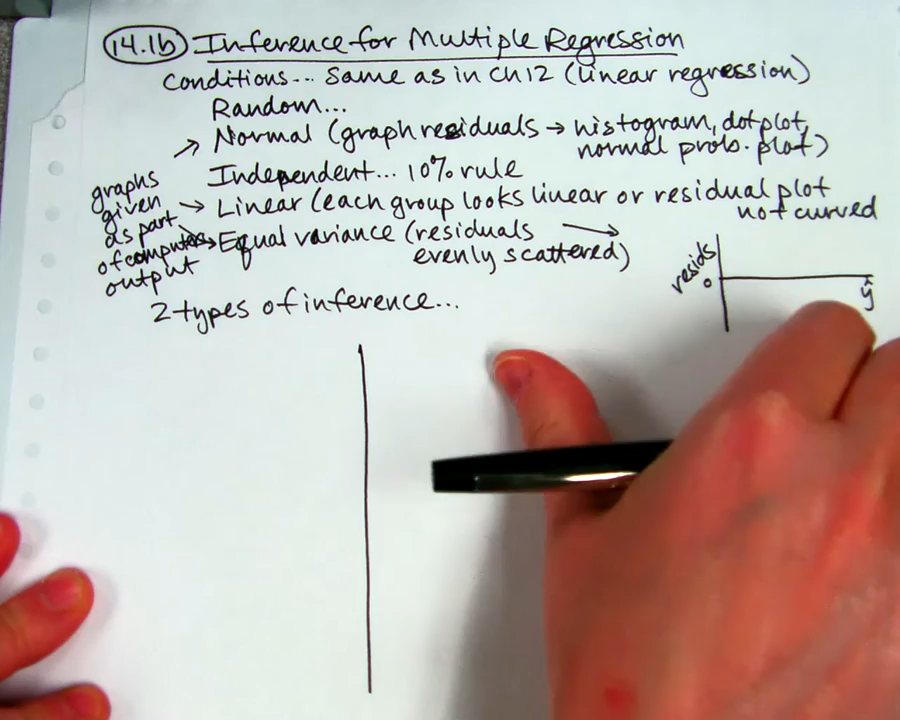 14.1b Inference for Multiple Regression
Conditions... Same as in Ch 12 (linear regression)
Random...
Normal (graph residuals → histogram, dotplot,
normal prob. plot)
Independent... 10% rule
graphs
given
as part
of computer
output
Linear (each group looks linear or residual plot
not curved
Equal variance (residuals
evenly scattered)
resids
0
ŷ
2 types of inference...